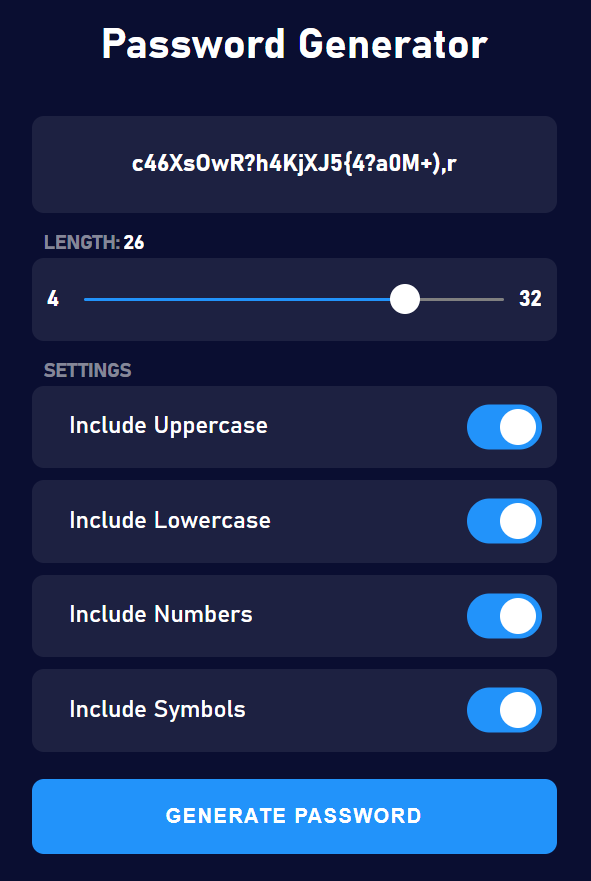 Password Generator
c46XsOwR?h4KjXJ5{4?a0M+),r
LENGTH: 26
4 32
SETTINGS
Include Uppercase
Include Lowercase
Include Numbers
Include Symbols
GENERATE PASSWORD